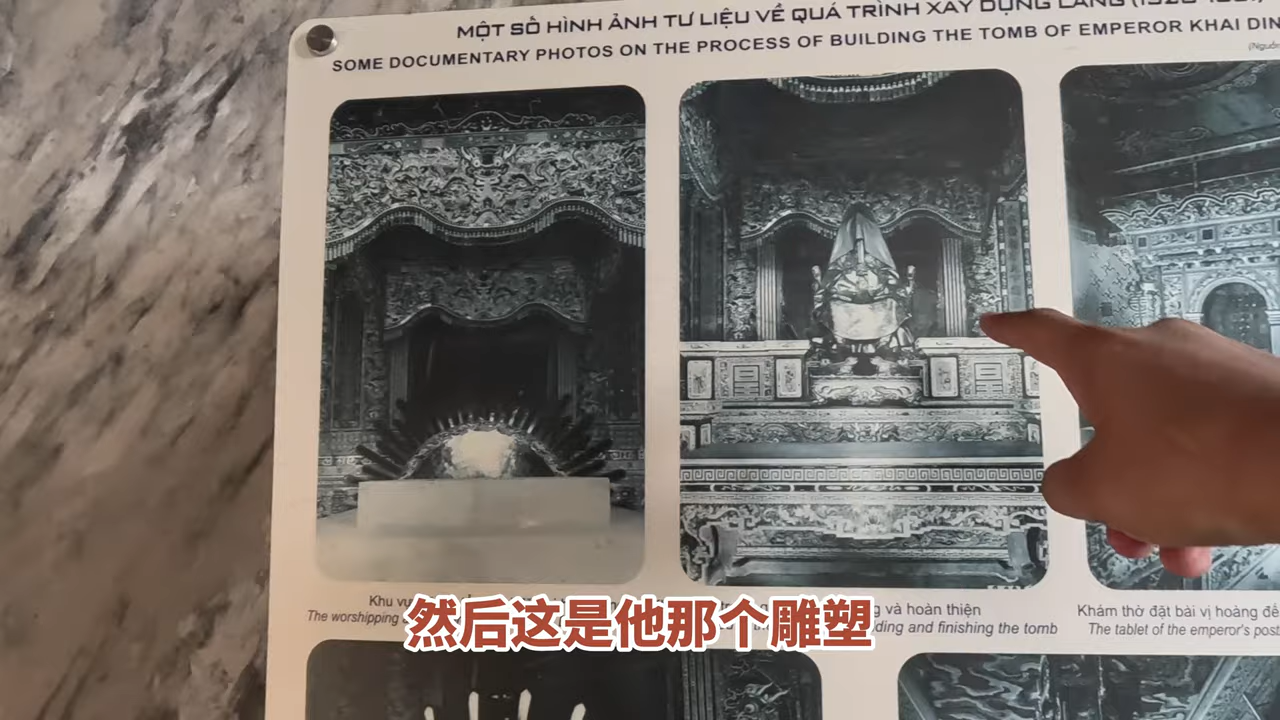 MỘT SỐ HÌNH ẢNH TƯ LIỆU VỀ QUÁ TRÌNH XÂY DỰNG LĂNG
SOME DOCUMENTARY PHOTOS ON THE PROCESS OF BUILDING THE TOMB OF EMPEROR KHAI DIN
(Nguồn
Khu
và hoàn thiện
The worshipping
and finishing the tomb
Khám thờ đặt bài vị hoàng đế
The tablet of the emperor's
然后这是他那个雕塑